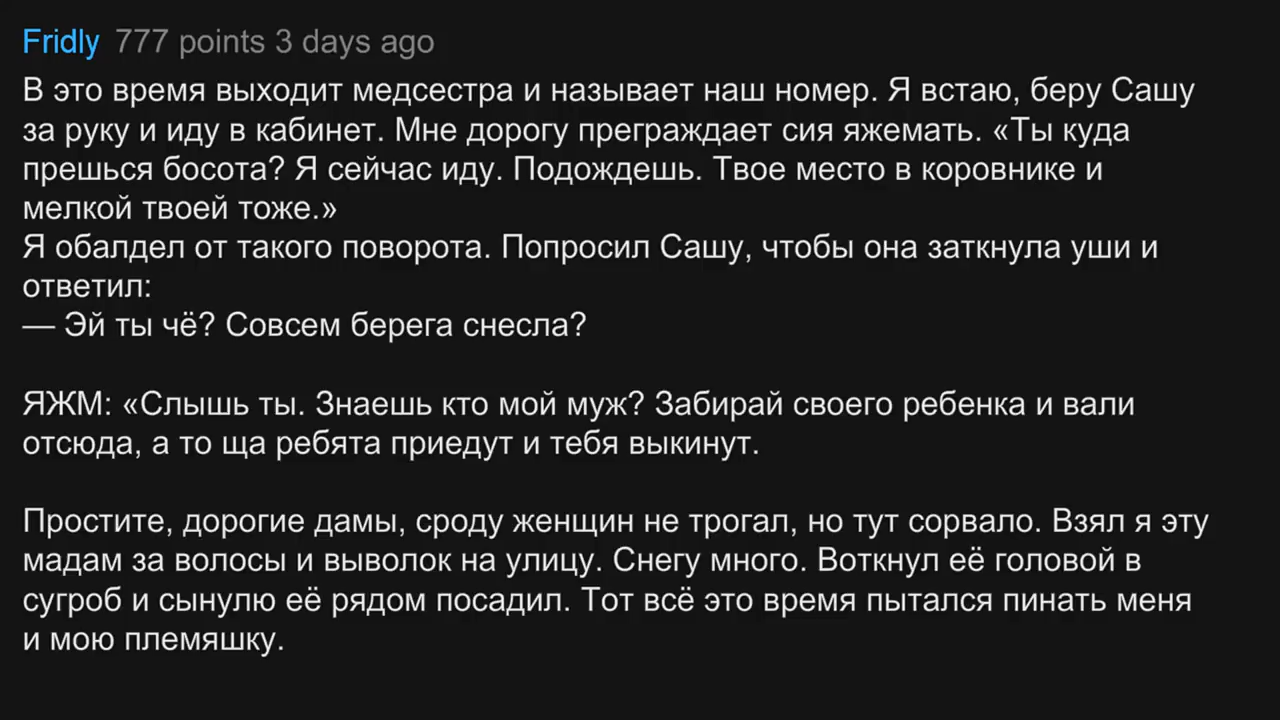 Fridly 777 points 3 days ago
В это время выходит медсестра и называет наш номер. Я встаю, беру Сашу
за руку и иду в кабинет. Мне дорогу преграждает сия яжемать. «Ты куда
прешься босота? Я сейчас иду. Подождешь. Твое место в коровнике и
мелкой твоей тоже.»
Я обалдел от такого поворота. Попросил Сашу, чтобы она заткнула уши и
ответил:
— Эй ты чё? Совсем берега снесла?
ЯЖМ: «Слышь ты. Знаешь кто мой муж? Забирай своего ребенка и вали
отсюда, а то ща ребята приедут и тебя выкинут.
Простите, дорогие дамы, сроду женщин не трогал, но тут сорвало. Взял я эту
мадам за волосы и выволок на улицу. Снегу много. Воткнул её головой в
сугроб и сынулю её рядом посадил. Тот всё это время пытался пинать меня
и мою племяшку.